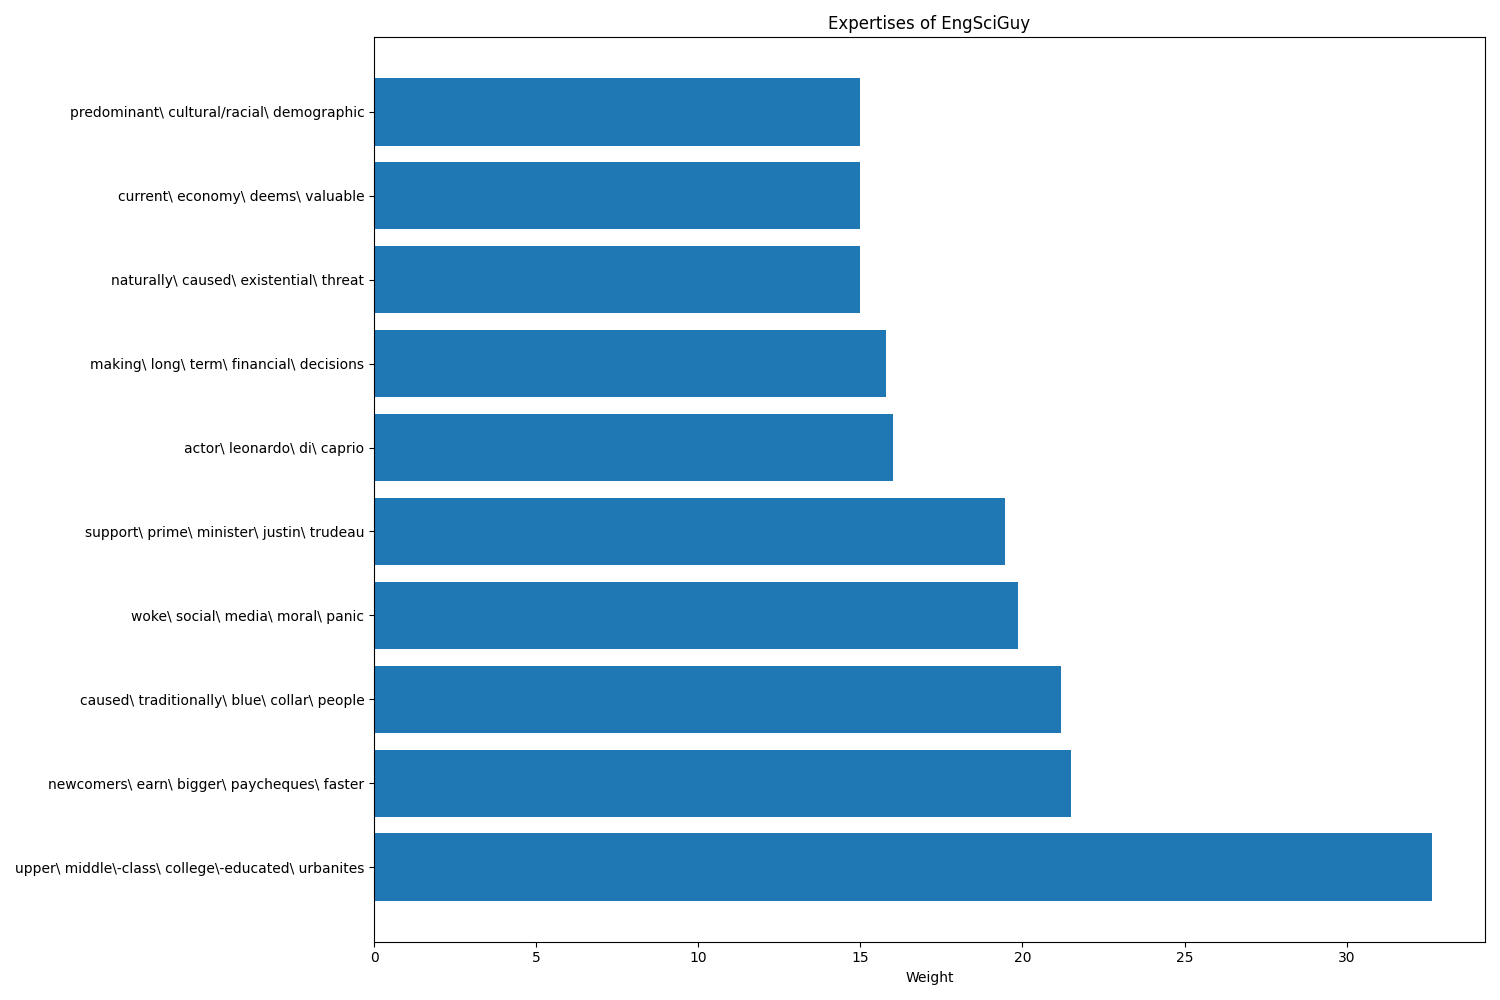 Expertises of EngSciGuy
predominant\ cultural/racial\ demographic
current\ economy\ deems\ valuable
naturally\ caused\ existential\ threat
making\ long\ term\ financial\ decisions
actor\ leonardo\ di\ caprio
support\ prime\ minister\ justin\ trudeau
woke\ social\ media\ moral\ panic
caused\ traditionally\ blue\ collar\ people
newcomers\ earn\ bigger\ paycheques\ faster
upper\ middle\-class\ college\-educated\ urbanites
0 5 10 15 20 25 30
Weight